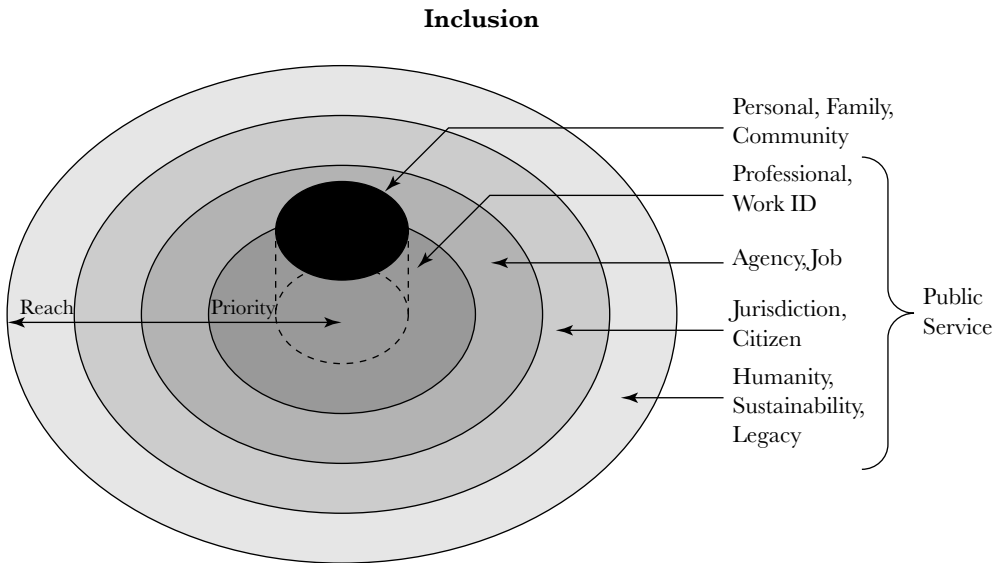 Inclusion
Personal, Family,
Community
Professional,
Work ID
Agency, Job
Jurisdiction,
Citizen
Humanity,
Sustainability,
Legacy
Public
Service
Reach
Priority